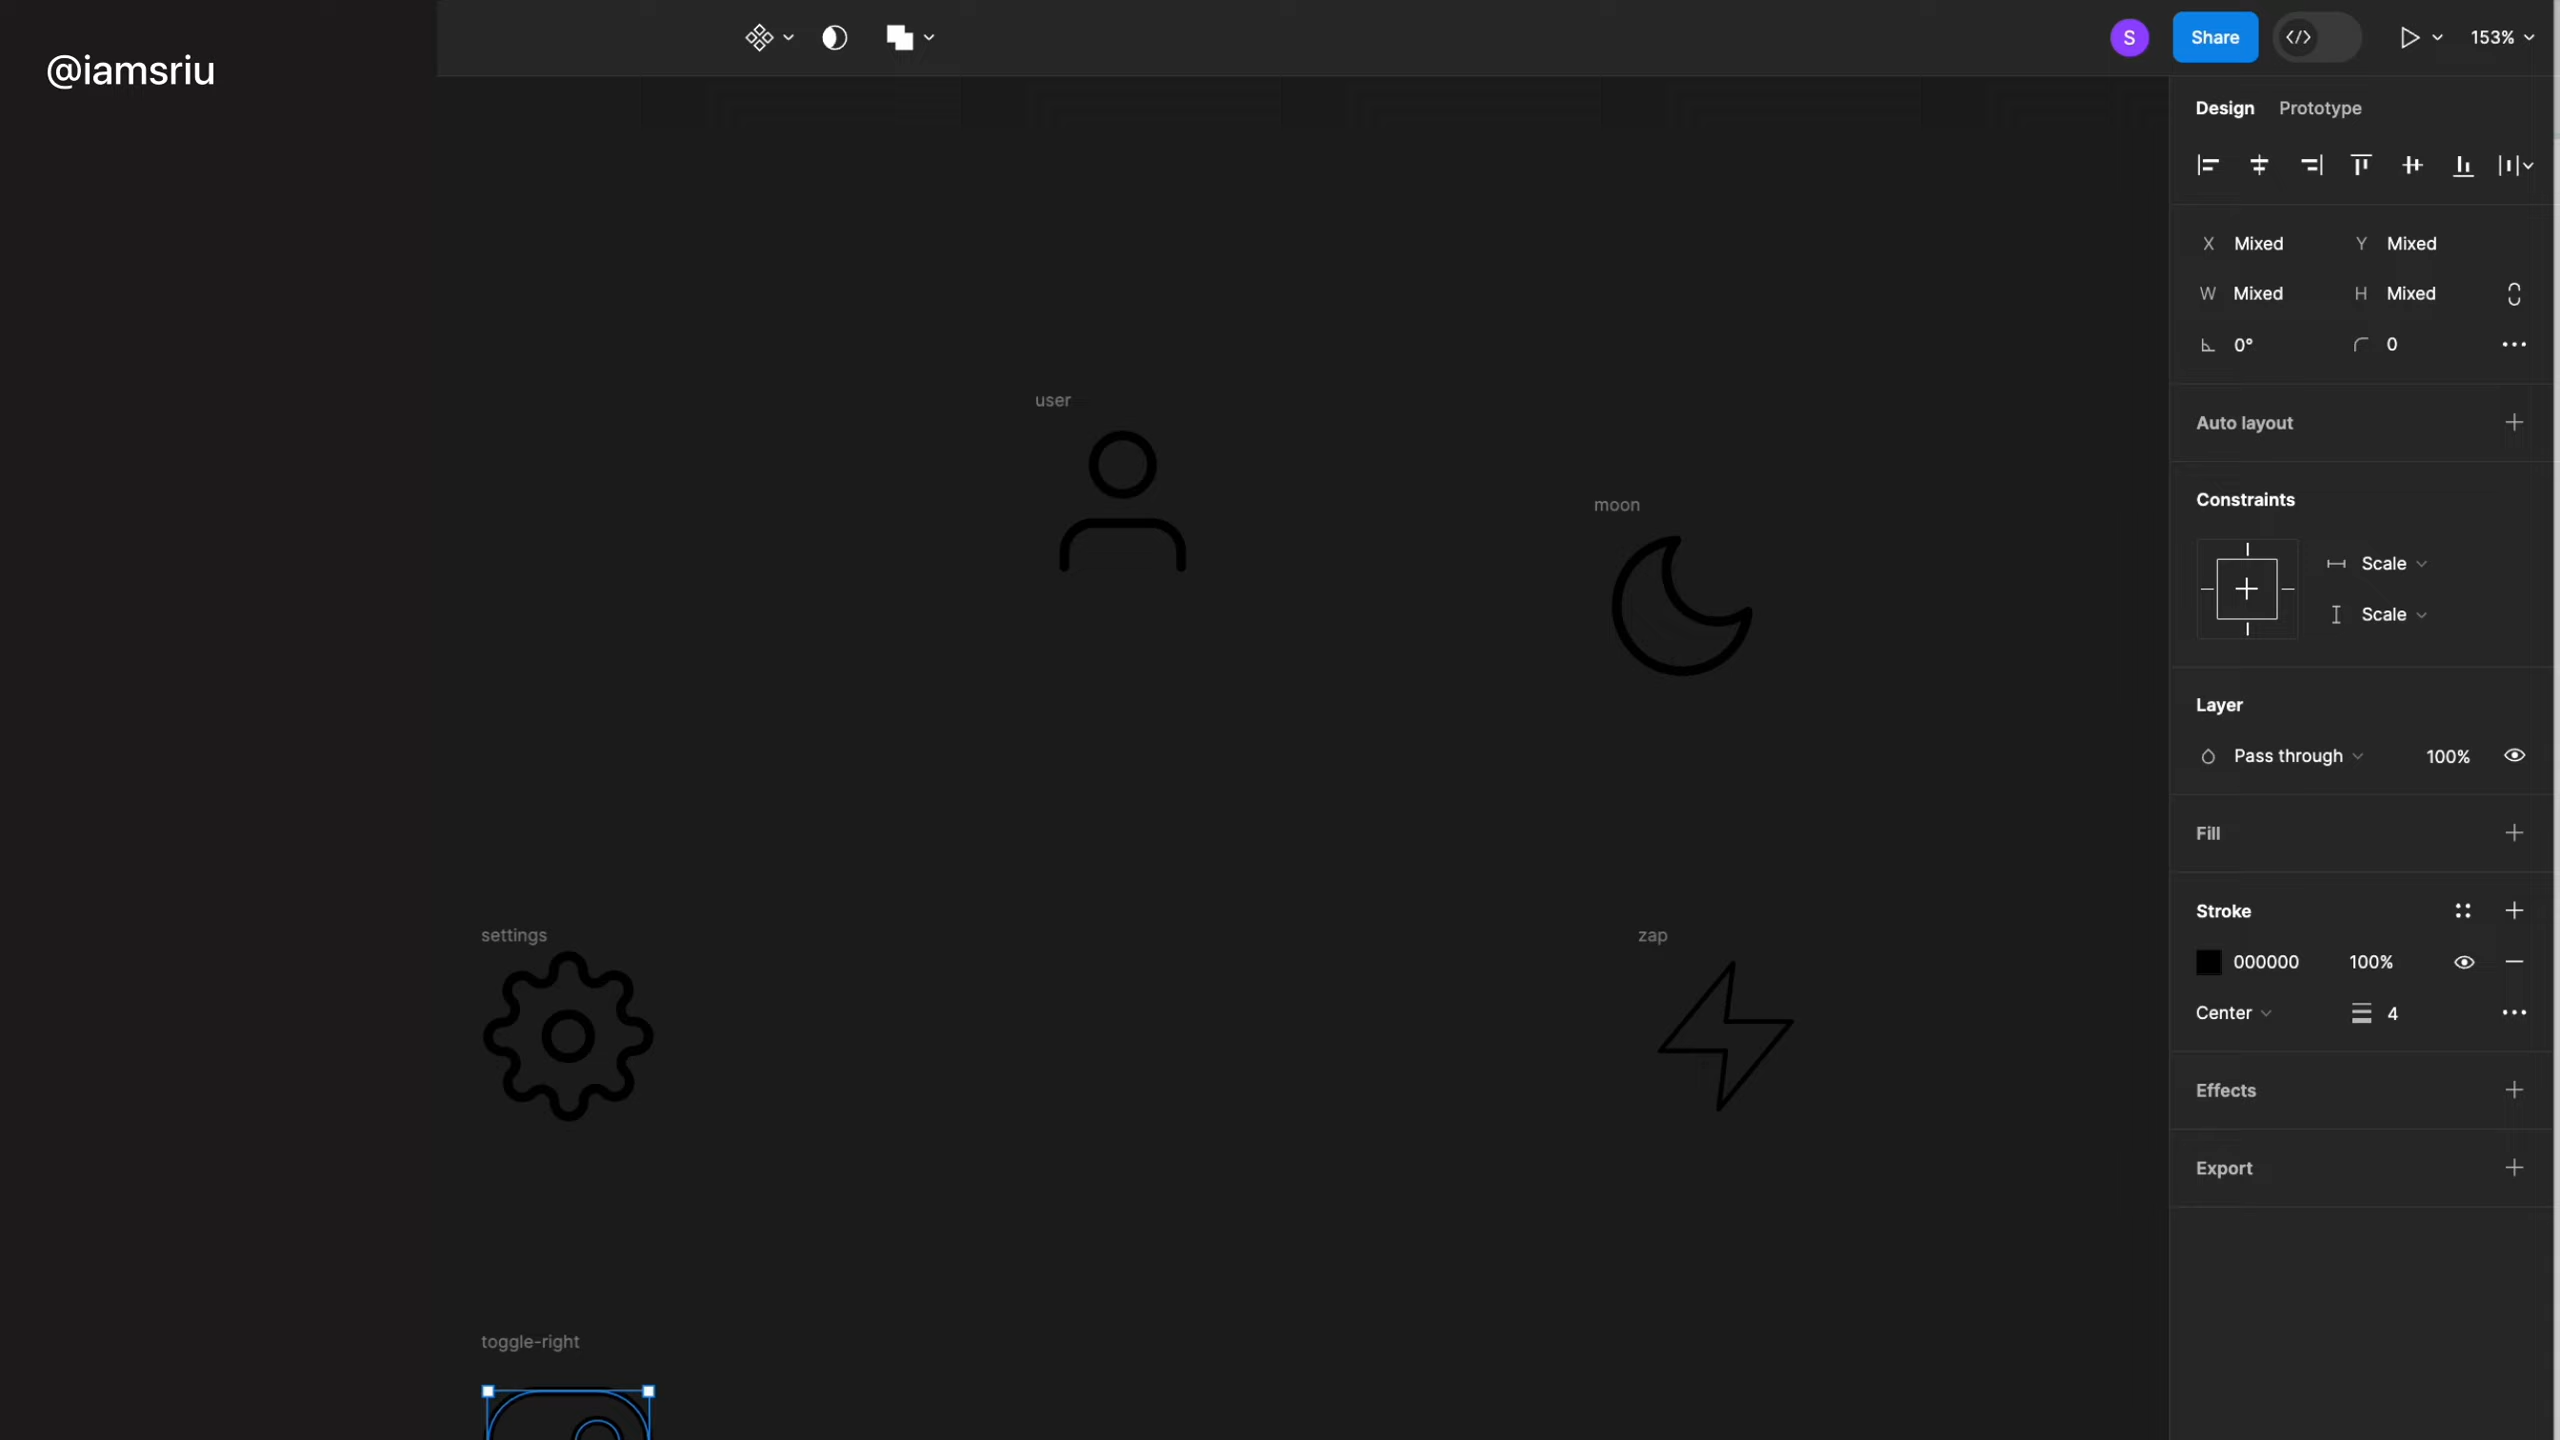 @iamsriu
S
Share
153%
Design Prototype
X Mixed Y Mixed
W Mixed H Mixed
0° 0
Auto layout
Constraints
Scale
Scale
Layer
Pass through 100%
Fill
Stroke
000000 100%
Center 4
Effects
Export
user
moon
settings
zap
toggle-right